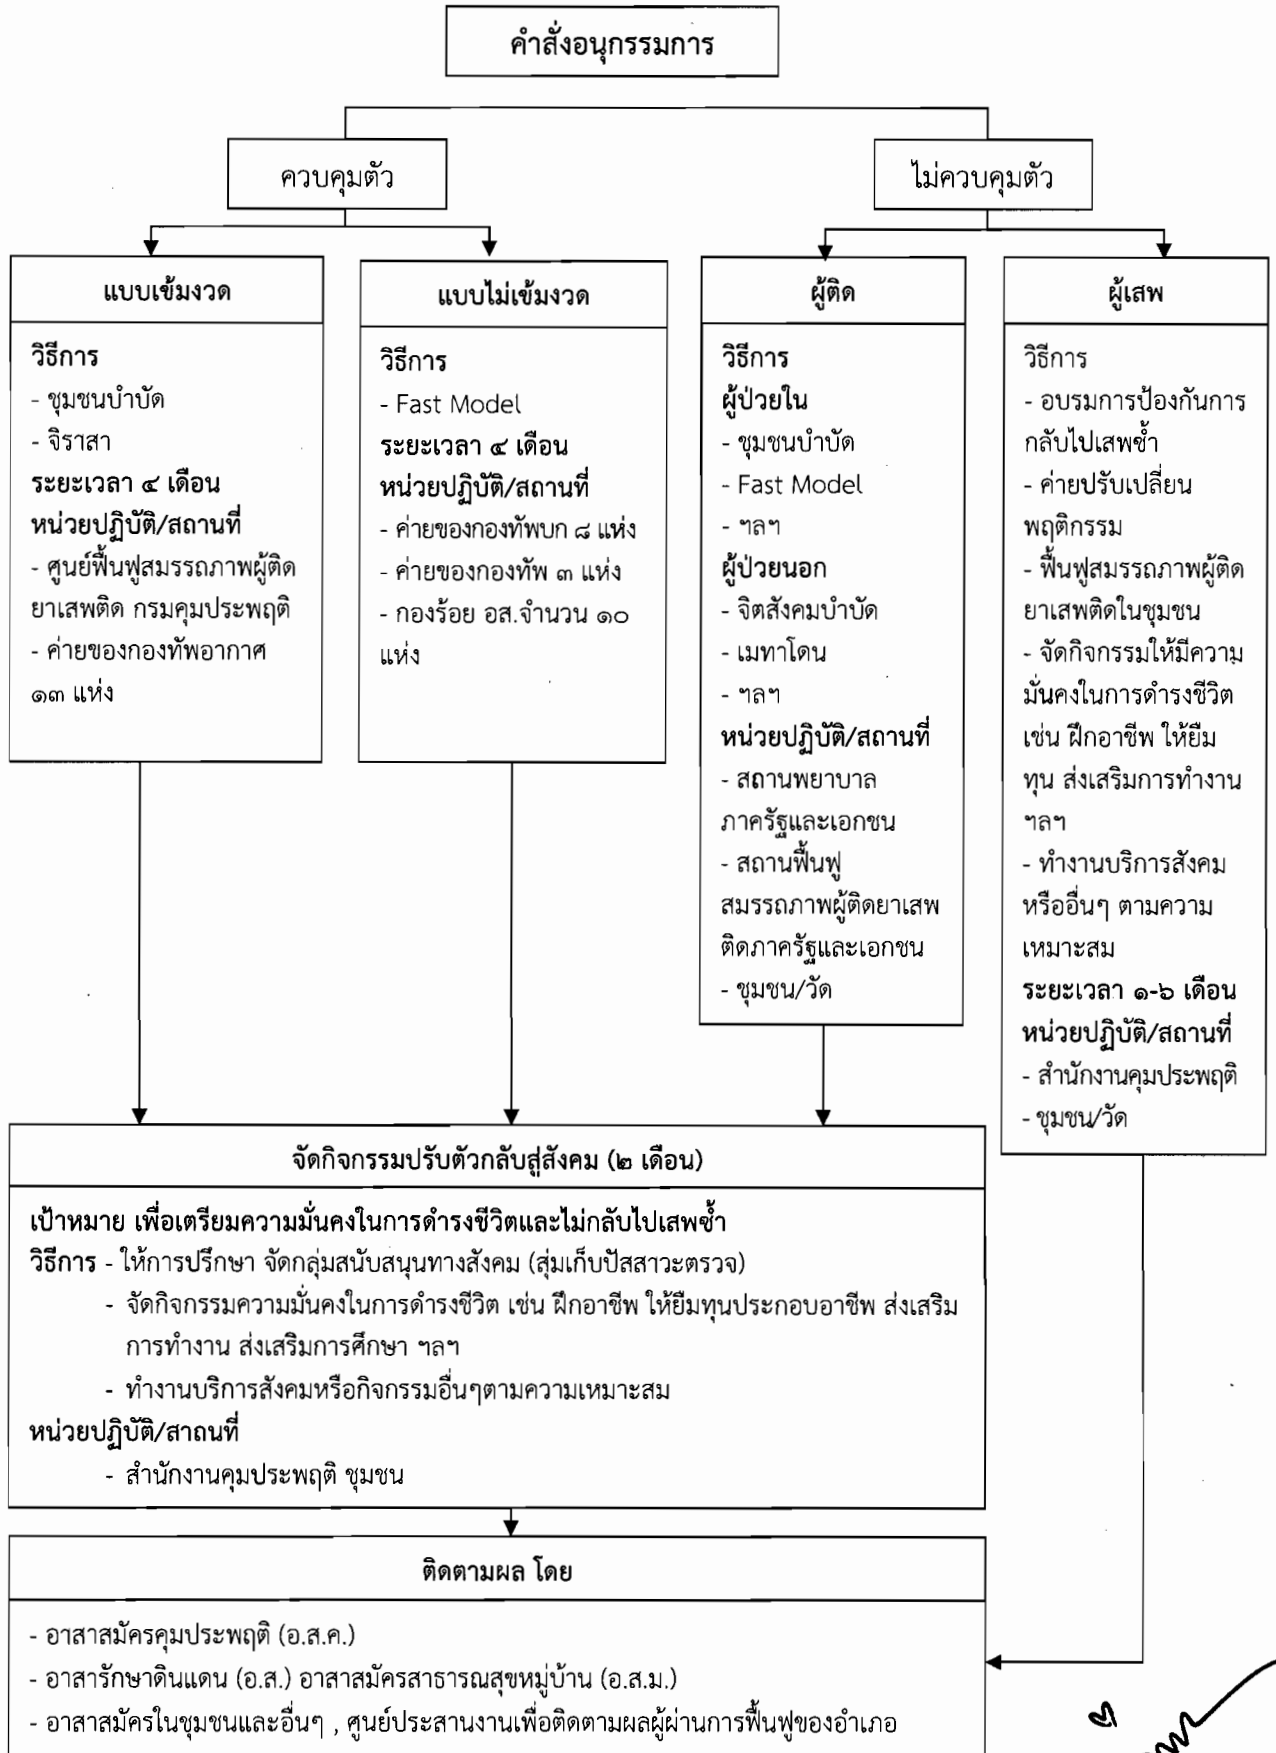 คำสั่งอนุกรรมการ
ควบคุมตัว
ไม่ควบคุมตัว
แบบเข้มงวด
วิธีการ
- ชุมชนบำบัด
- จิราสา
ระยะเวลา ๔ เดือน
หน่วยปฏิบัติ/สถานที่
- ศูนย์ฟื้นฟูสมรรถภาพผู้ติด
ยาเสพติด กรมคุมประพฤติ
- ค่ายของกองทัพอากาศ
๑๓ แห่ง
แบบไม่เข้มงวด
วิธีการ
- Fast Model
ระยะเวลา ๔ เดือน
หน่วยปฏิบัติ/สถานที่
- ค่ายของกองทัพบก ๘ แห่ง
- ค่ายของกองทัพ ๓ แห่ง
- กองร้อย อส.จำนวน ๑๐
แห่ง
ผู้ติด
วิธีการ
ผู้ป่วยใน
- ชุมชนบำบัด
- Fast Model
- ฯลฯ
ผู้ป่วยนอก
- จิตสังคมบำบัด
- เมทาโดน
- ฯลฯ
หน่วยปฏิบัติ/สถานที่
- สถานพยาบาล
ภาครัฐและเอกชน
- สถานฟื้นฟู
สมรรถภาพผู้ติดยาเสพ
ติดภาครัฐและเอกชน
- ชุมชน/วัด
ผู้เสพ
วิธีการ
- อบรมการป้องกันการ
กลับไปเสพซ้ำ
- ค่ายปรับเปลี่ยน
พฤติกรรม
- ฟื้นฟูสมรรถภาพผู้ติด
ยาเสพติดในชุมชน
- จัดกิจกรรมให้มีความ
มั่นคงในการดำรงชีวิต
เช่น ฝึกอาชีพ ให้ยืม
ทุน ส่งเสริมการทำงาน
ฯลฯ
- ทำงานบริการสังคม
หรืออื่นๆ ตามความ
เหมาะสม
ระยะเวลา ๑-๖ เดือน
หน่วยปฏิบัติ/สถานที่
- สำนักงานคุมประพฤติ
- ชุมชน/วัด
จัดกิจกรรมปรับตัวกลับสู่สังคม (๒ เดือน)
เป้าหมาย เพื่อเตรียมความมั่นคงในการดำรงชีวิตและไม่กลับไปเสพซ้ำ
วิธีการ - ให้การปรึกษา จัดกลุ่มสนับสนุนทางสังคม (สุ่มเก็บปัสสาวะตรวจ)
- จัดกิจกรรมความมั่นคงในการดำรงชีวิต เช่น ฝึกอาชีพ ให้ยืมทุนประกอบอาชีพ ส่งเสริม
การทำงาน ส่งเสริมการศึกษา ฯลฯ
- ทำงานบริการสังคมหรือกิจกรรมอื่นๆตามความเหมาะสม
หน่วยปฏิบัติ/สาถนที่
- สำนักงานคุมประพฤติ ชุมชน
ติดตามผล โดย
- อาสาสมัครคุมประพฤติ (อ.ส.ค.)
- อาสารักษาดินแดน (อ.ส.) อาสาสมัครสาธารณสุขหมู่บ้าน (อ.ส.ม.)
- อาสาสมัครในชุมชนและอื่นๆ , ศูนย์ประสานงานเพื่อติดตามผลผู้ผ่านการฟื้นฟูของอำเภอ